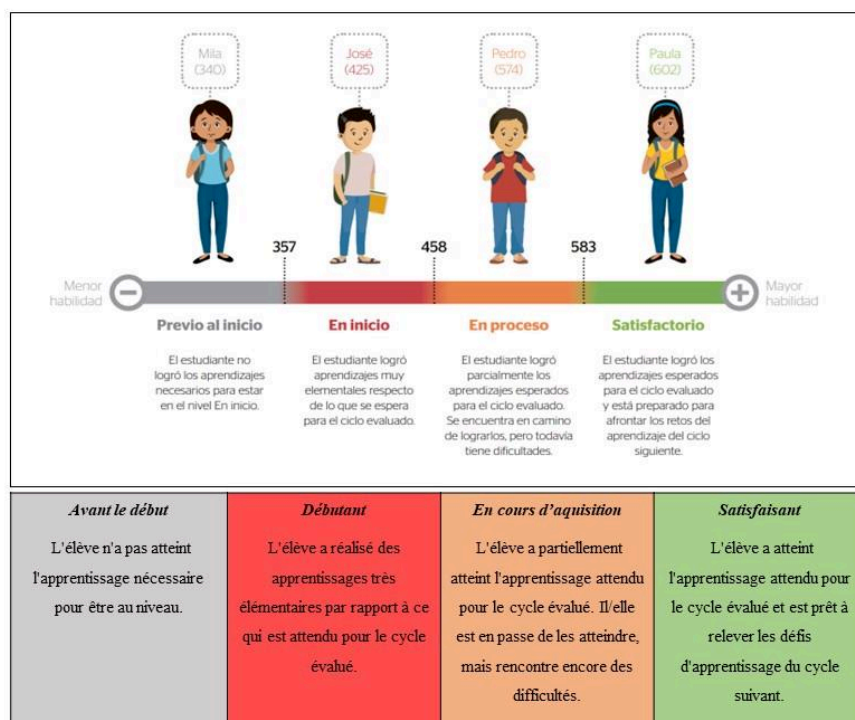 Mila
(340)
José
(425)
Pedro
(574)
Paula
(602)
357
458
583
Menor
habilidad
Mayor
habilidad
Previo al inicio
El estudiante no
logró los aprendizajes
necesarios para estar
en el nivel En inicio.
En inicio
El estudiante logró
aprendizajes muy
elementales respecto
de lo que se espera
para el ciclo evaluado.
En proceso
El estudiante logró
parcialmente los
aprendizajes esperados
para el ciclo evaluado.
Se encuentra en camino
de lograrlos, pero todavía
tiene dificultades.
Satisfactorio
El estudiante logró los
aprendizajes esperados
para el ciclo evaluado
y está preparado para
afrontar los retos del
aprendizaje del ciclo
siguiente.
Avant le début
L'élève n'a pas atteint
l'apprentissage nécessaire
pour être au niveau.
Débutant
L'élève a réalisé des
apprentissages très
élémentaires par rapport à ce
qui est attendu pour le cycle
évalué.
En cours d'aquisition
L'élève a partiellement
atteint l'apprentissage attendu
pour le cycle évalué. Il/elle
est en passe de les atteindre,
mais rencontre encore des
difficultés.
Satisfaisant
L'élève a atteint
l'apprentissage attendu pour
le cycle évalué et est prêt à
relever les défis
d'apprentissage du cycle
suivant.